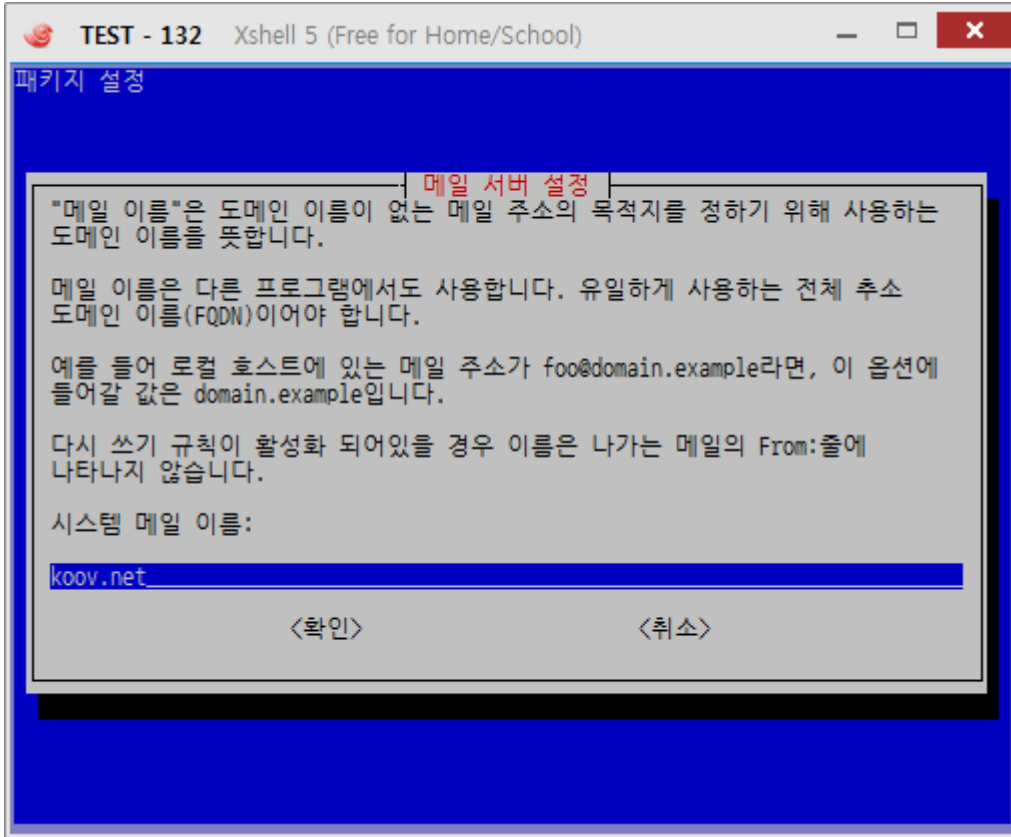 TEST - 132 Xshell 5 (Free for Home/School)
패키지 설정
메일 서버 설정
"메일 이름"은 도메인 이름이 없는 메일 주소의 목적지를 정하기 위해 사용하는
도메인 이름을 뜻합니다.
메일 이름은 다른 프로그램에서도 사용합니다. 유일하게 사용하는 전체 추소
도메인 이름(FQDN)이어야 합니다.
예를 들어 로컬 호스트에 있는 메일 주소가 foo@domain.example라면, 이 옵션에
들어갈 값은 domain.example입니다.
다시 쓰기 규칙이 활성화 되어있을 경우 이름은 나가는 메일의 From:줄에
나타나지 않습니다.
시스템 메일 이름:
koov.net
<확인> <취소>